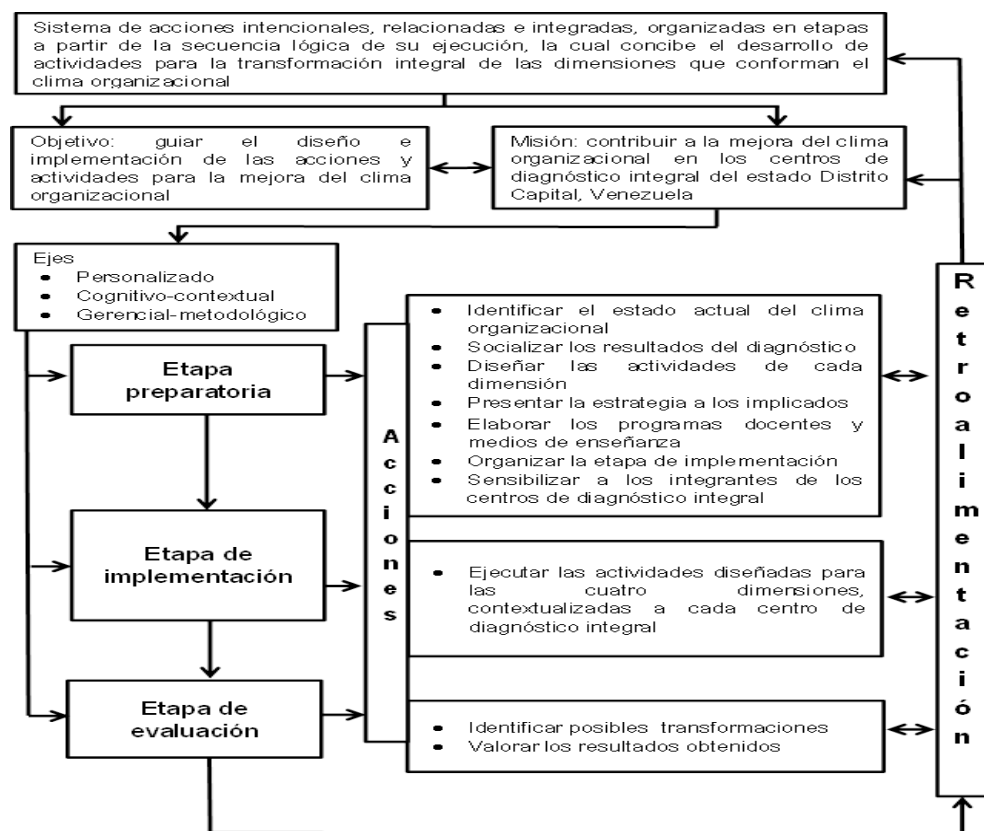 Sistema de acciones intencionales, relacionadas e integradas, organizadas en etapas
a partir de la secuencia lógica de su ejecución, la cual concibe el desarrollo de
actividades para la transformación integral de las dimensiones que conforman el
clima organizacional
Objetivo: guiar el diseño e
implementación de las acciones y
actividades para la mejora del clima
organizacional
Misión: contribuir a la mejora del clima
organizacional en los centros de
diagnóstico integral del estado Distrito
Capital, Venezuela
Ejes
• Personalizado
• Cognitivo-contextual
• Gerencial-metodológico
Etapa
preparatoria
Etapa de
implementación
Etapa de
evaluación
Acciones
• Identificar el estado actual del clima
organizacional
• Socializar los resultados del diagnóstico
• Diseñar las actividades de cada
dimensión
• Presentar la estrategia a los implicados
• Elaborar los programas docentes y
medios de enseñanza
• Organizar la etapa de implementación
• Sensibilizar a los integrantes de los
centros de diagnóstico integral
• Ejecutar las actividades diseñadas para
las cuatro dimensiones,
contextualizadas a cada centro de
diagnóstico integral
• Identificar posibles transformaciones
• Valorar los resultados obtenidos
Retroalimentación